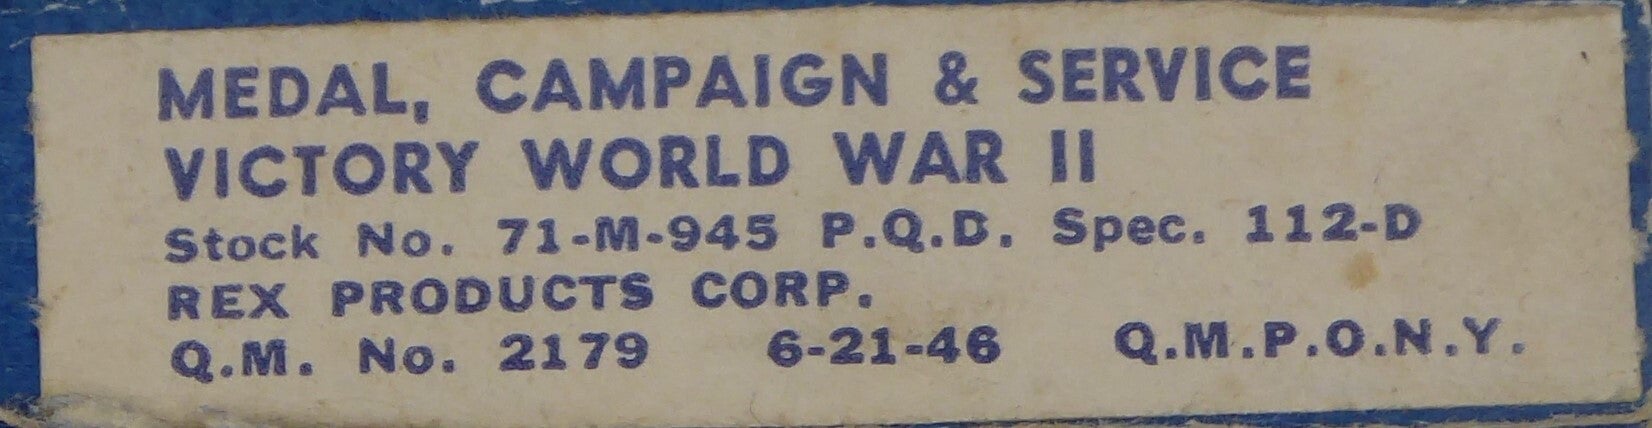 MEDAL, CAMPAIGN & SERVICE
VICTORY WORLD WAR II
Stock No. 71-M-945 P.Q.D. Spec. 112-D
REX PRODUCTS CORP.
Q.M. No. 2179 6-21-46 Q.M.P.O.N.Y.